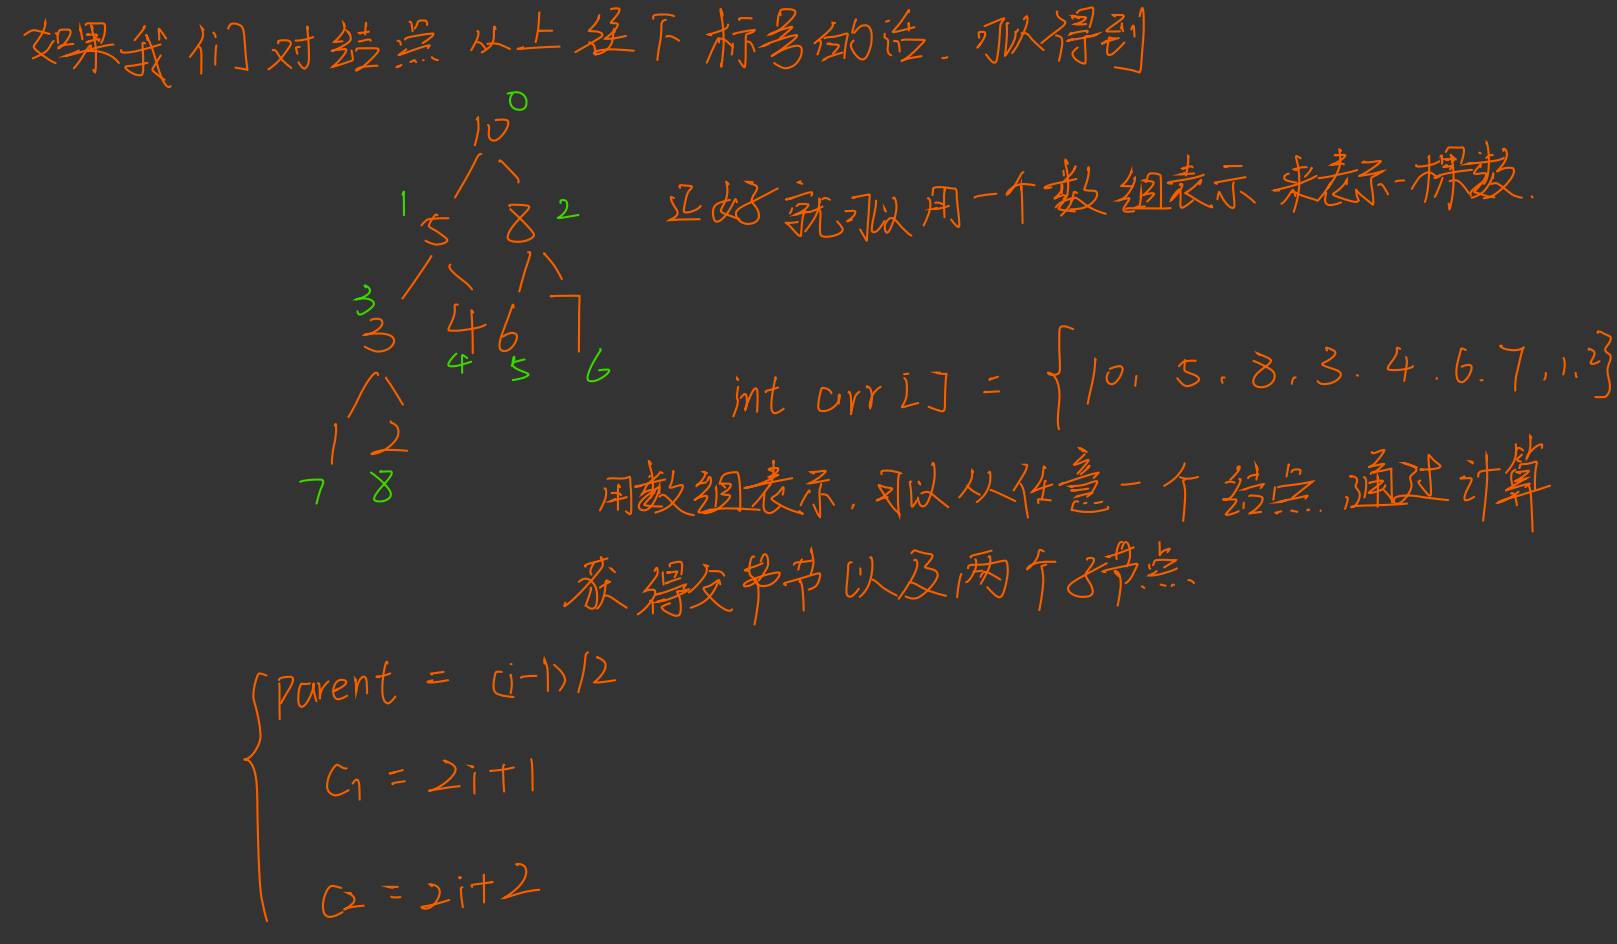 如果我们对结点从上往下标号的话.可以得到
0
10
1 5 8 2
正好就可以用一个数组表示来表示一棵数.
3
3 4 6 7
4 5 6
int arr[] = {10, 5, 8, 3. 4. 6. 7, 1, 2}
1 2
7 8
用数组表示.可以从任意一个结点,通过计算
获得父节节以及两个子节点
parent = (i-1)/2
C1 = 2i+1
C2 = 2i+2